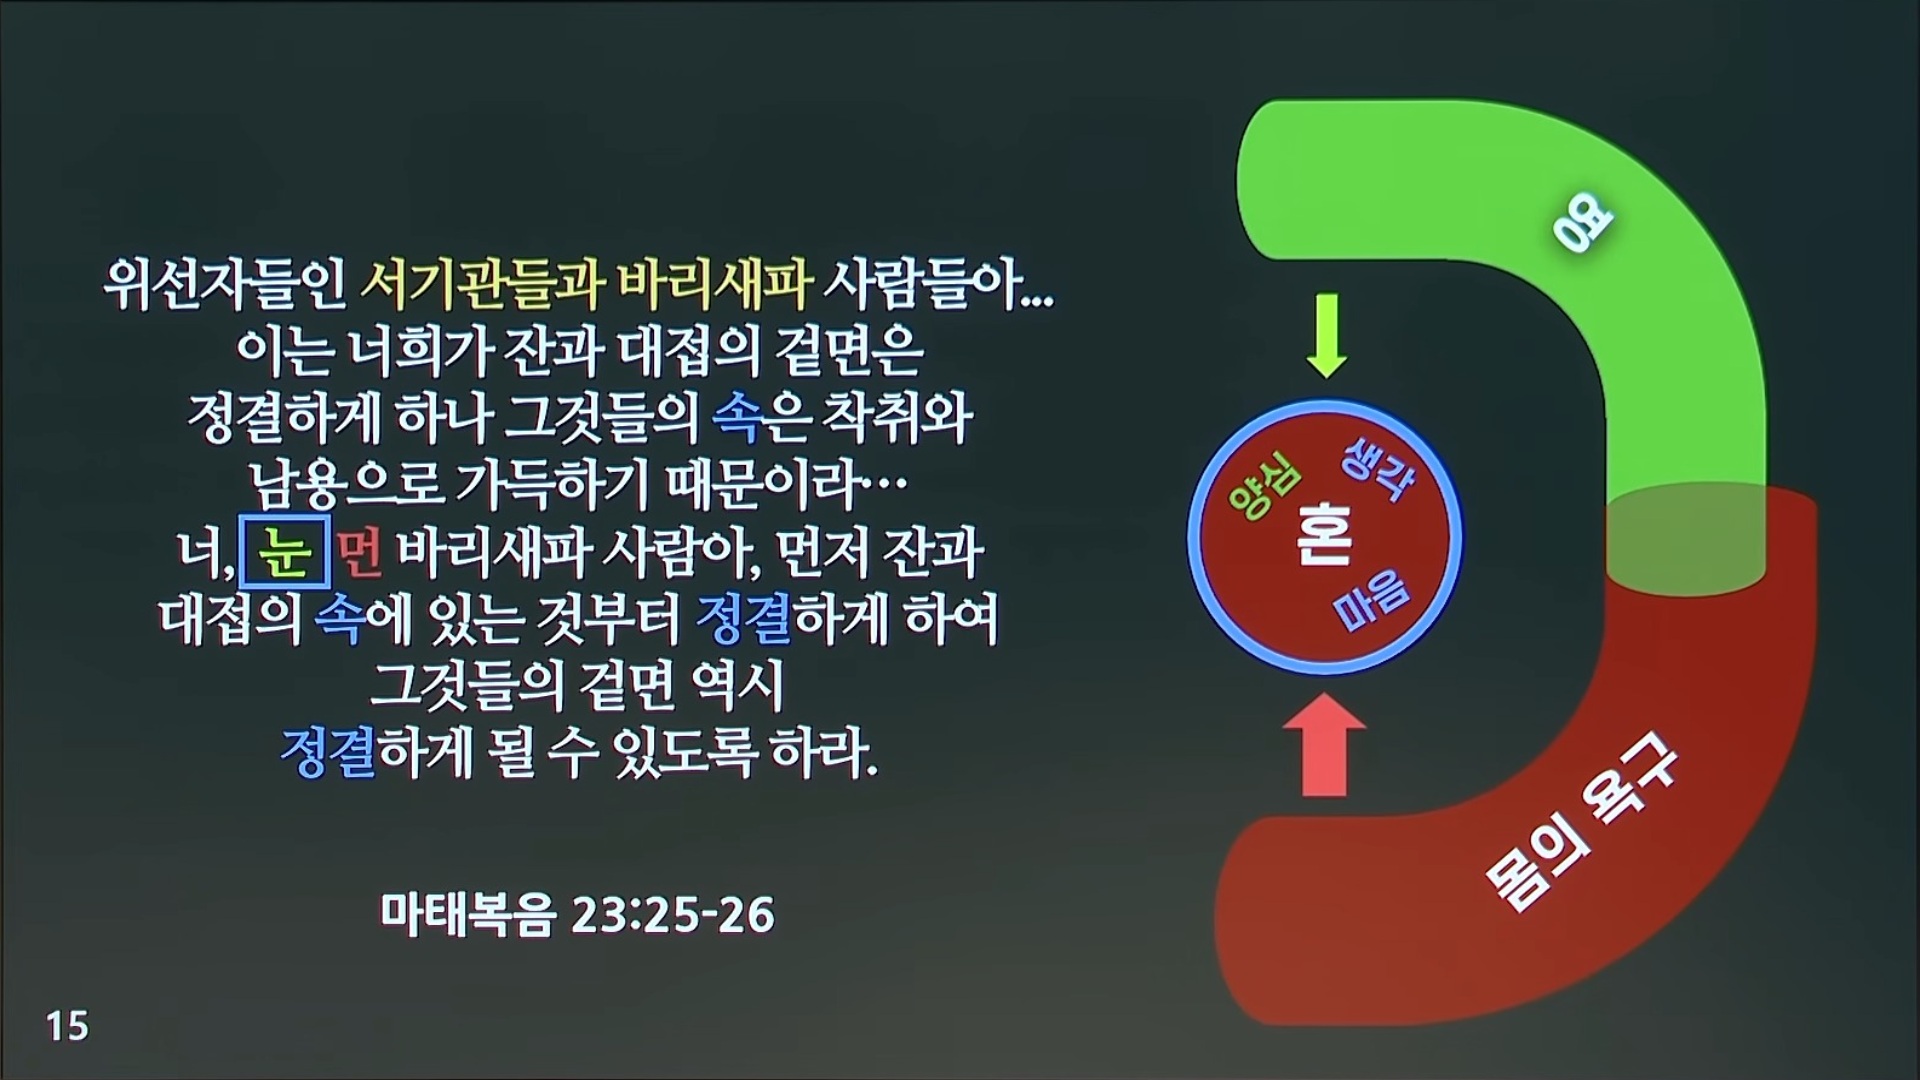 위선자들인 서기관들과 바리새파 사람들아...
이는 너희가 잔과 대접의 겉면은
정결하게 하나 그것들의 속은 착취와
남용으로 가득하기 때문이라…
너, 눈 먼 바리새파 사람아, 먼저 잔과
대접의 속에 있는 것부터 정결하게 하여
그것들의 겉면 역시
정결하게 될 수 있도록 하라.
마태복음 23:25-26
15
영
양심
생각
혼
마음
몸의 욕구